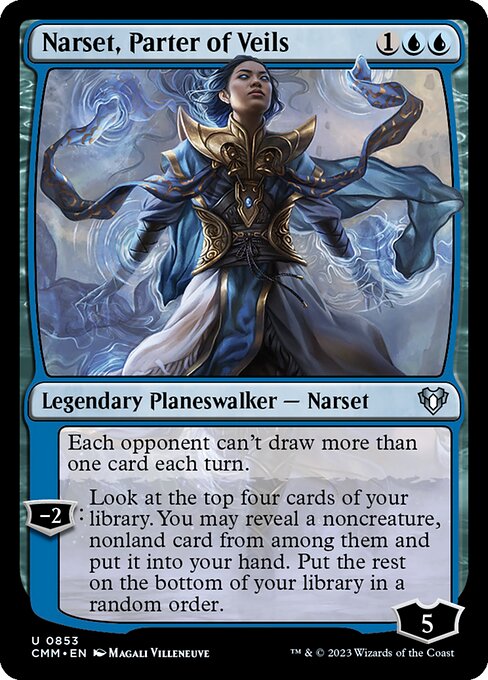 Narset, Parter of Veils 1
Legendary Planeswalker — Narset
Each opponent can't draw more than
one card each turn.
−2: Look at the top four cards of your
library. You may reveal a noncreature,
nonland card from among them and
put it into your hand. Put the rest
on the bottom of your library in a
random order.
5
U 0853
CMM • EN Magali Villeneuve
™ & © 2023 Wizards of the Coast